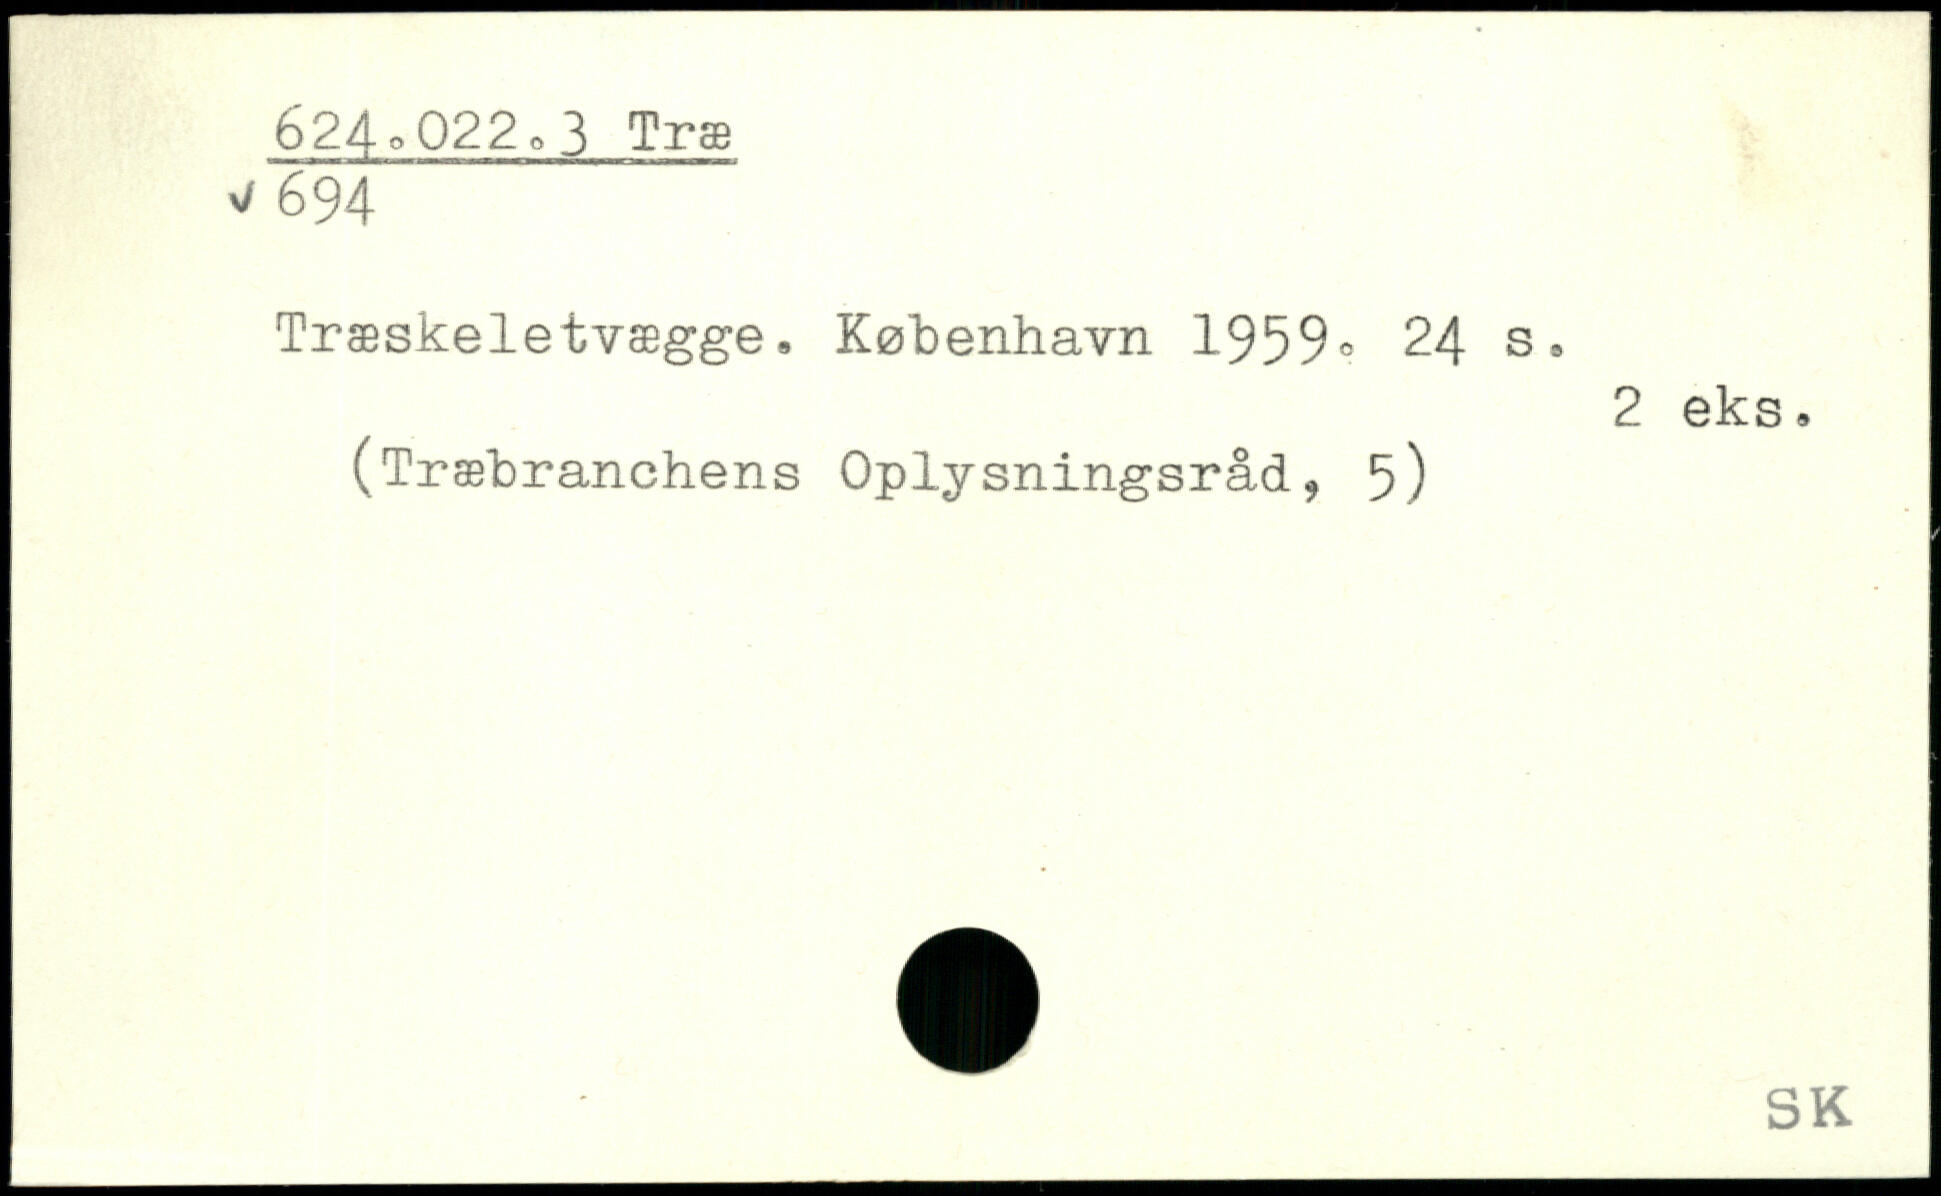 624.022.3 Træ
✓ 694
Træskeletvægge. København 1959. 24 s.
2 eks.
(Træbranchens Oplysningsråd, 5)
SK